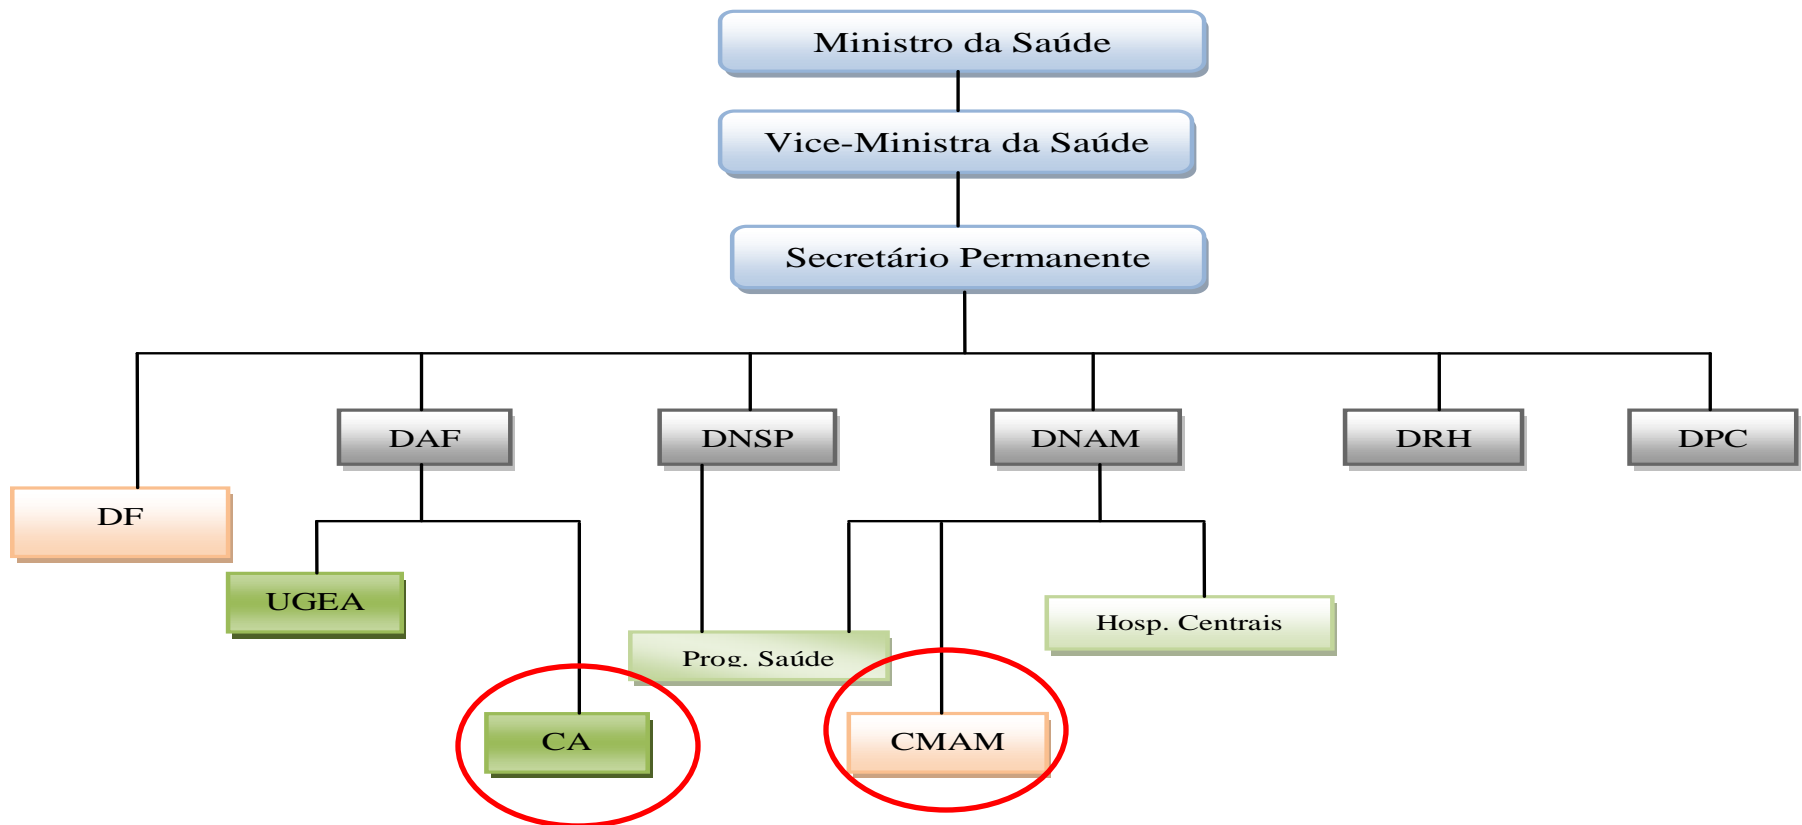 Ministro da Saúde
Vice-Ministra da Saúde
Secretário Permanente
DAF
DNSP
DNAM
DRH
DPC
DF
UGEA
Prog. Saúde
Hosp. Centrais
CA
CMAM